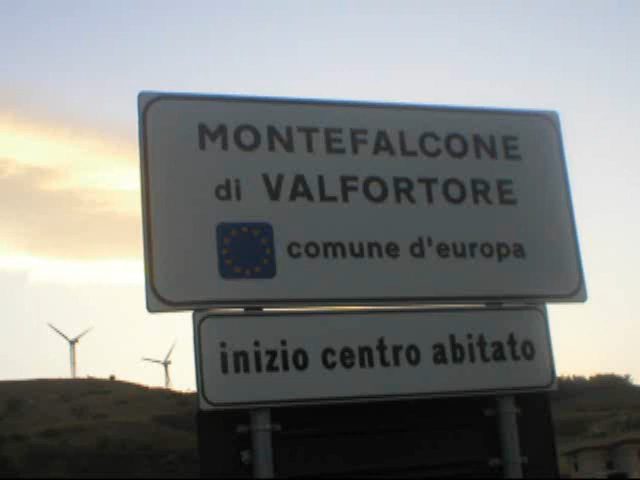 MONTEFALCONE
di VALFORTORE
comune d'europa
inizio centro abitato